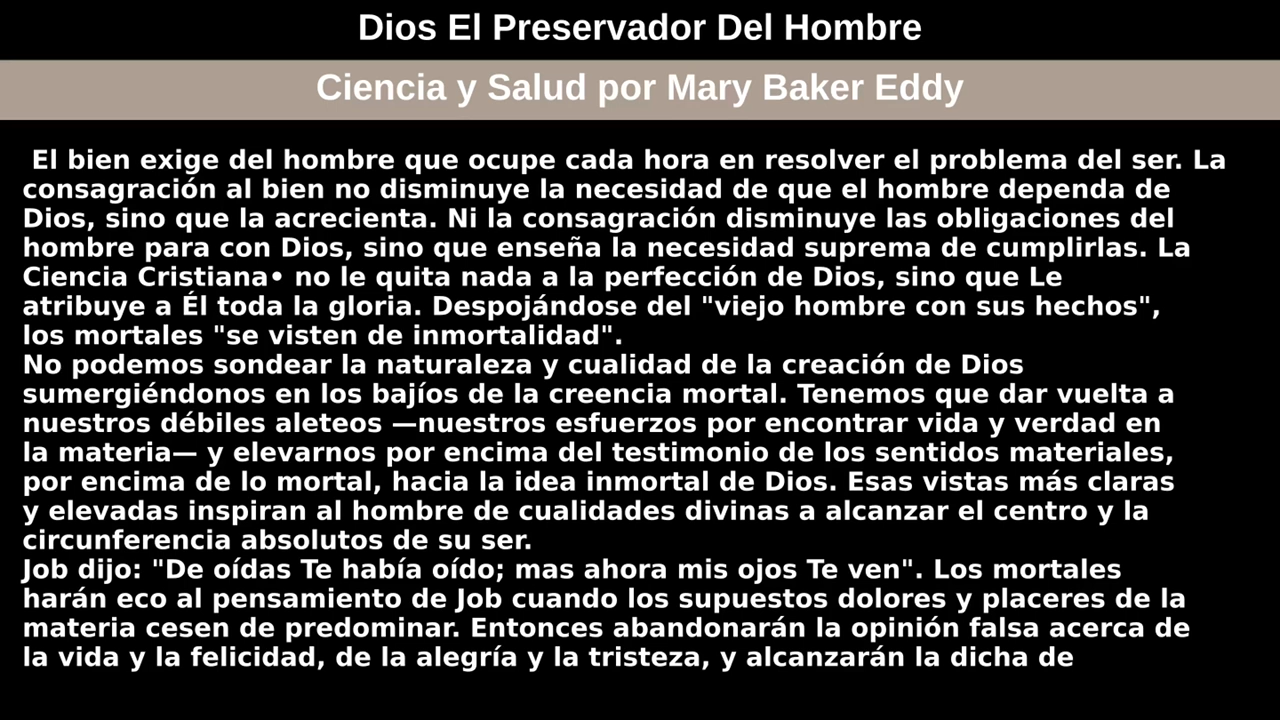 Dios El Preservador Del Hombre
Ciencia y Salud por Mary Baker Eddy
El bien exige del hombre que ocupe cada hora en resolver el problema del ser. La
consagración al bien no disminuye la necesidad de que el hombre dependa de
Dios, sino que la acrecienta. Ni la consagración disminuye las obligaciones del
hombre para con Dios, sino que enseña la necesidad suprema de cumplirlas. La
Ciencia Cristiana• no le quita nada a la perfección de Dios, sino que Le
atribuye a Él toda la gloria. Despojándose del "viejo hombre con sus hechos",
los mortales "se visten de inmortalidad".
No podemos sondear la naturaleza y cualidad de la creación de Dios
sumergiéndonos en los bajíos de la creencia mortal. Tenemos que dar vuelta a
nuestros débiles aleteos —nuestros esfuerzos por encontrar vida y verdad en
la materia— y elevarnos por encima del testimonio de los sentidos materiales,
por encima de lo mortal, hacia la idea inmortal de Dios. Esas vistas más claras
y elevadas inspiran al hombre de cualidades divinas a alcanzar el centro y la
circunferencia absolutos de su ser.
Job dijo: "De oídas Te había oído; mas ahora mis ojos Te ven". Los mortales
harán eco al pensamiento de Job cuando los supuestos dolores y placeres de la
materia cesen de predominar. Entonces abandonarán la opinión falsa acerca de
la vida y la felicidad, de la alegría y la tristeza, y alcanzarán la dicha de